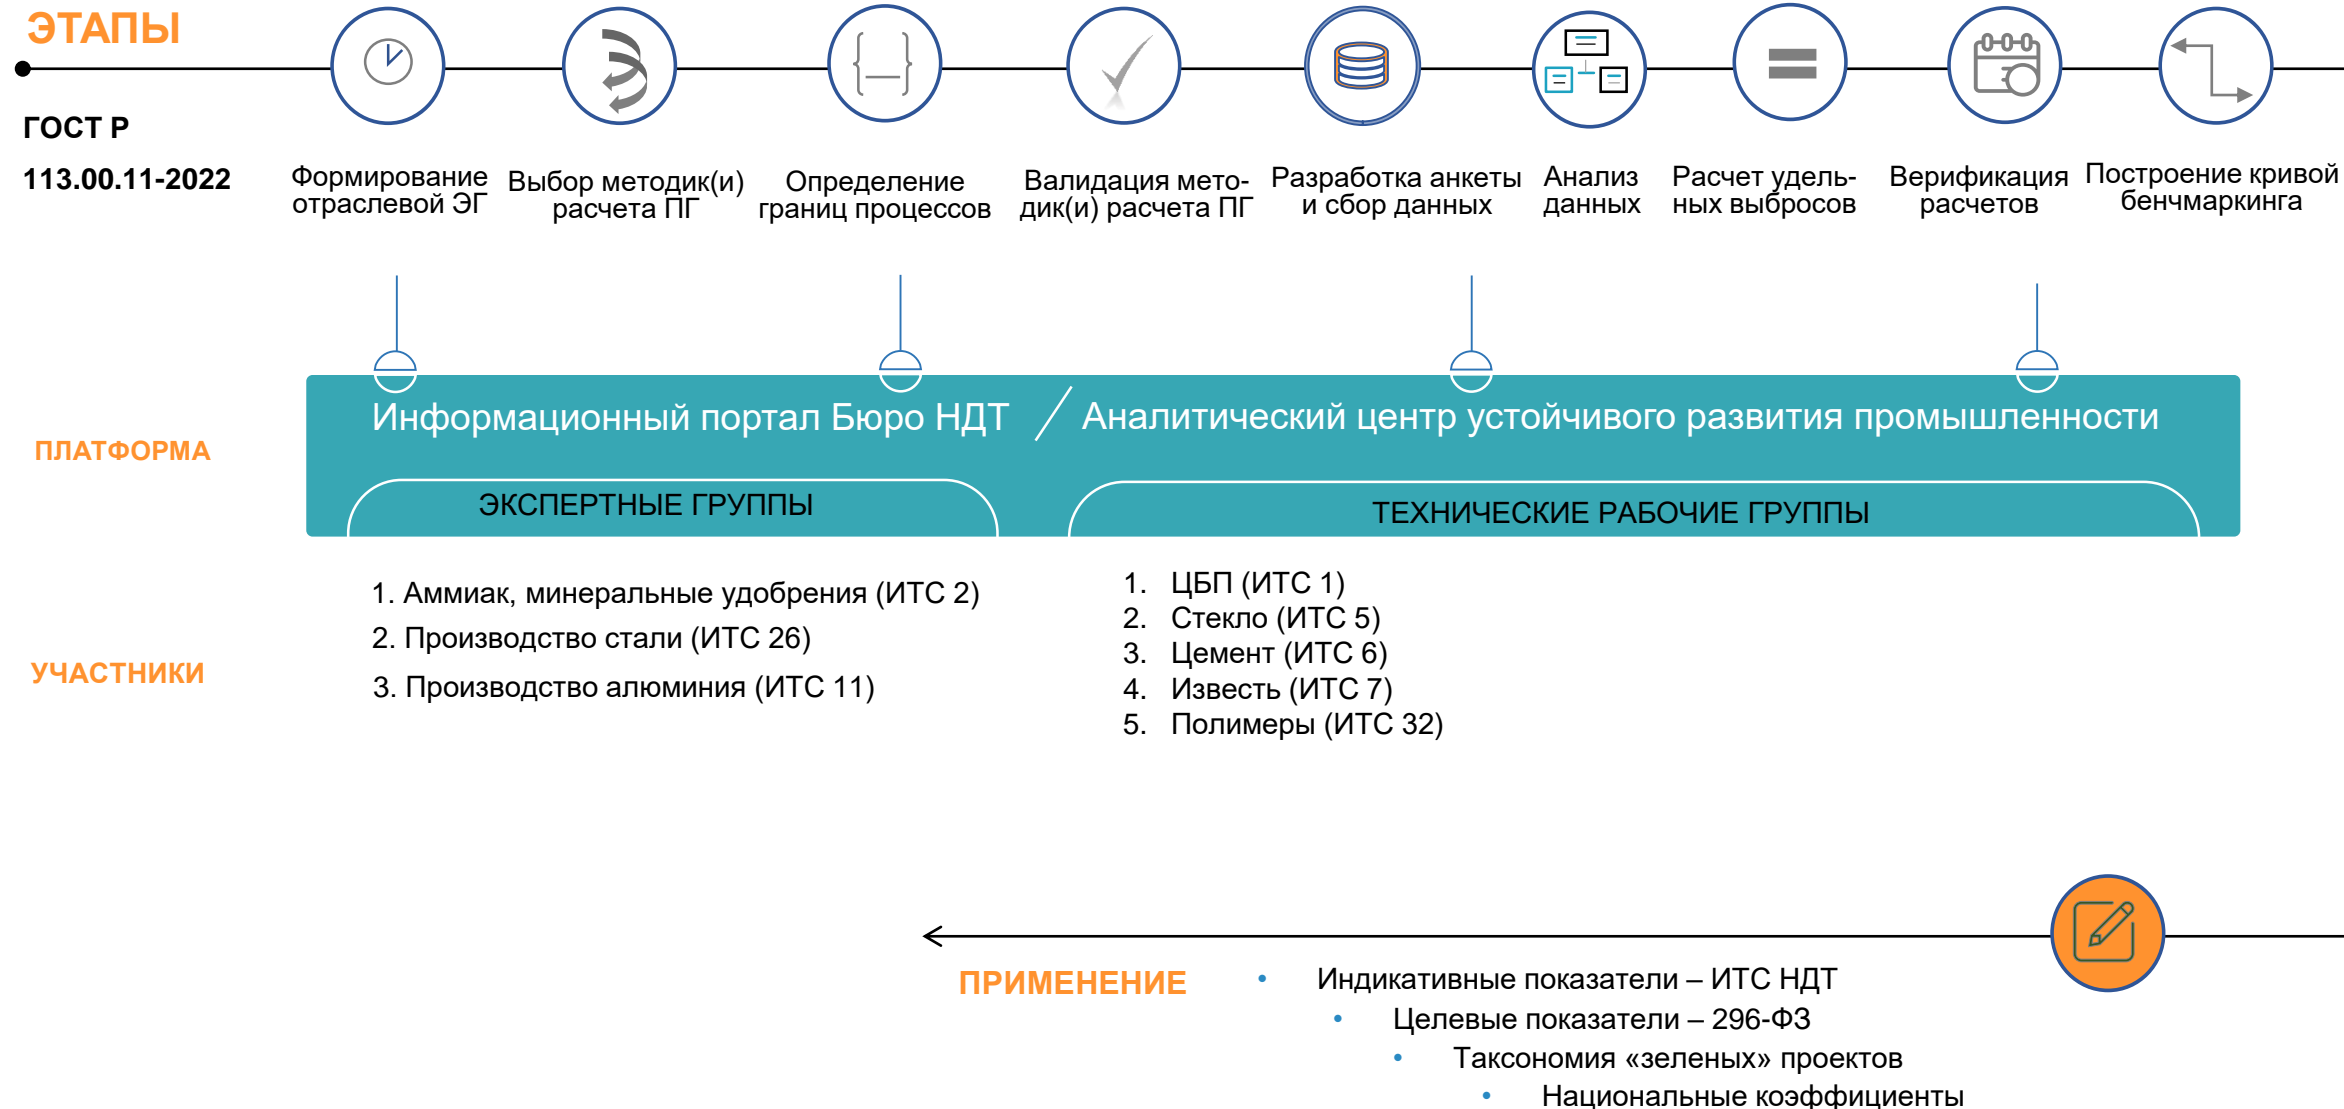 ЭТАПЫ
ГОСТ Р
113.00.11-2022
Формирование
отраслевой ЭГ
Выбор методик(и)
расчета ПГ
Определение
границ процессов
Валидация мето-
дик(и) расчета ПГ
Разработка анкеты
и сбор данных
Анализ
данных
Расчет удель-
ных выбросов
Верификация
расчетов
Построение кривой
бенчмаркинга
ПЛАТФОРМА
Информационный портал Бюро НДТ / Аналитический центр устойчивого развития промышленности
ЭКСПЕРТНЫЕ ГРУППЫ
ТЕХНИЧЕСКИЕ РАБОЧИЕ ГРУППЫ
УЧАСТНИКИ
1. Аммиак, минеральные удобрения (ИТС 2)
2. Производство стали (ИТС 26)
3. Производство алюминия (ИТС 11)
1. ЦБП (ИТС 1)
2. Стекло (ИТС 5)
3. Цемент (ИТС 6)
4. Известь (ИТС 7)
5. Полимеры (ИТС 32)
ПРИМЕНЕНИЕ
• Индикативные показатели – ИТС НДТ
• Целевые показатели – 296-ФЗ
• Таксономия «зеленых» проектов
• Национальные коэффициенты